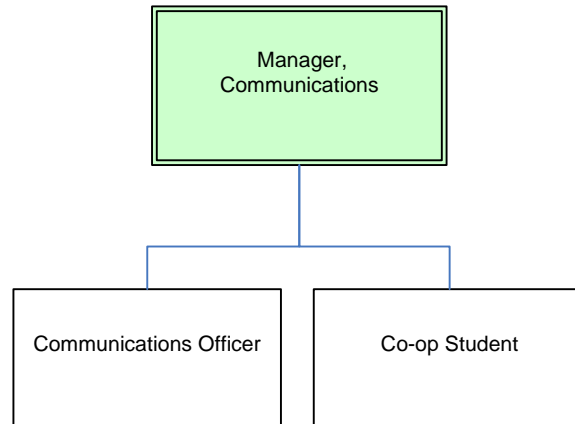 Manager,
Communications
Communications Officer
Co-op Student